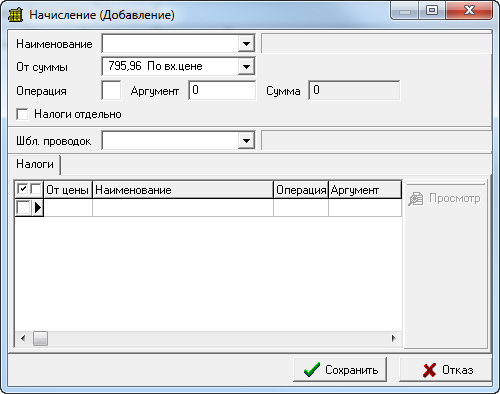 Начисление (Добавление)
Наименование
От суммы 795,96 По вх.цене
Операция Аргумент 0 Сумма 0
Налоги отдельно
Шбл. проводок
Налоги
От цены Наименование Операция Аргумент
Просмотр
Сохранить Отказ